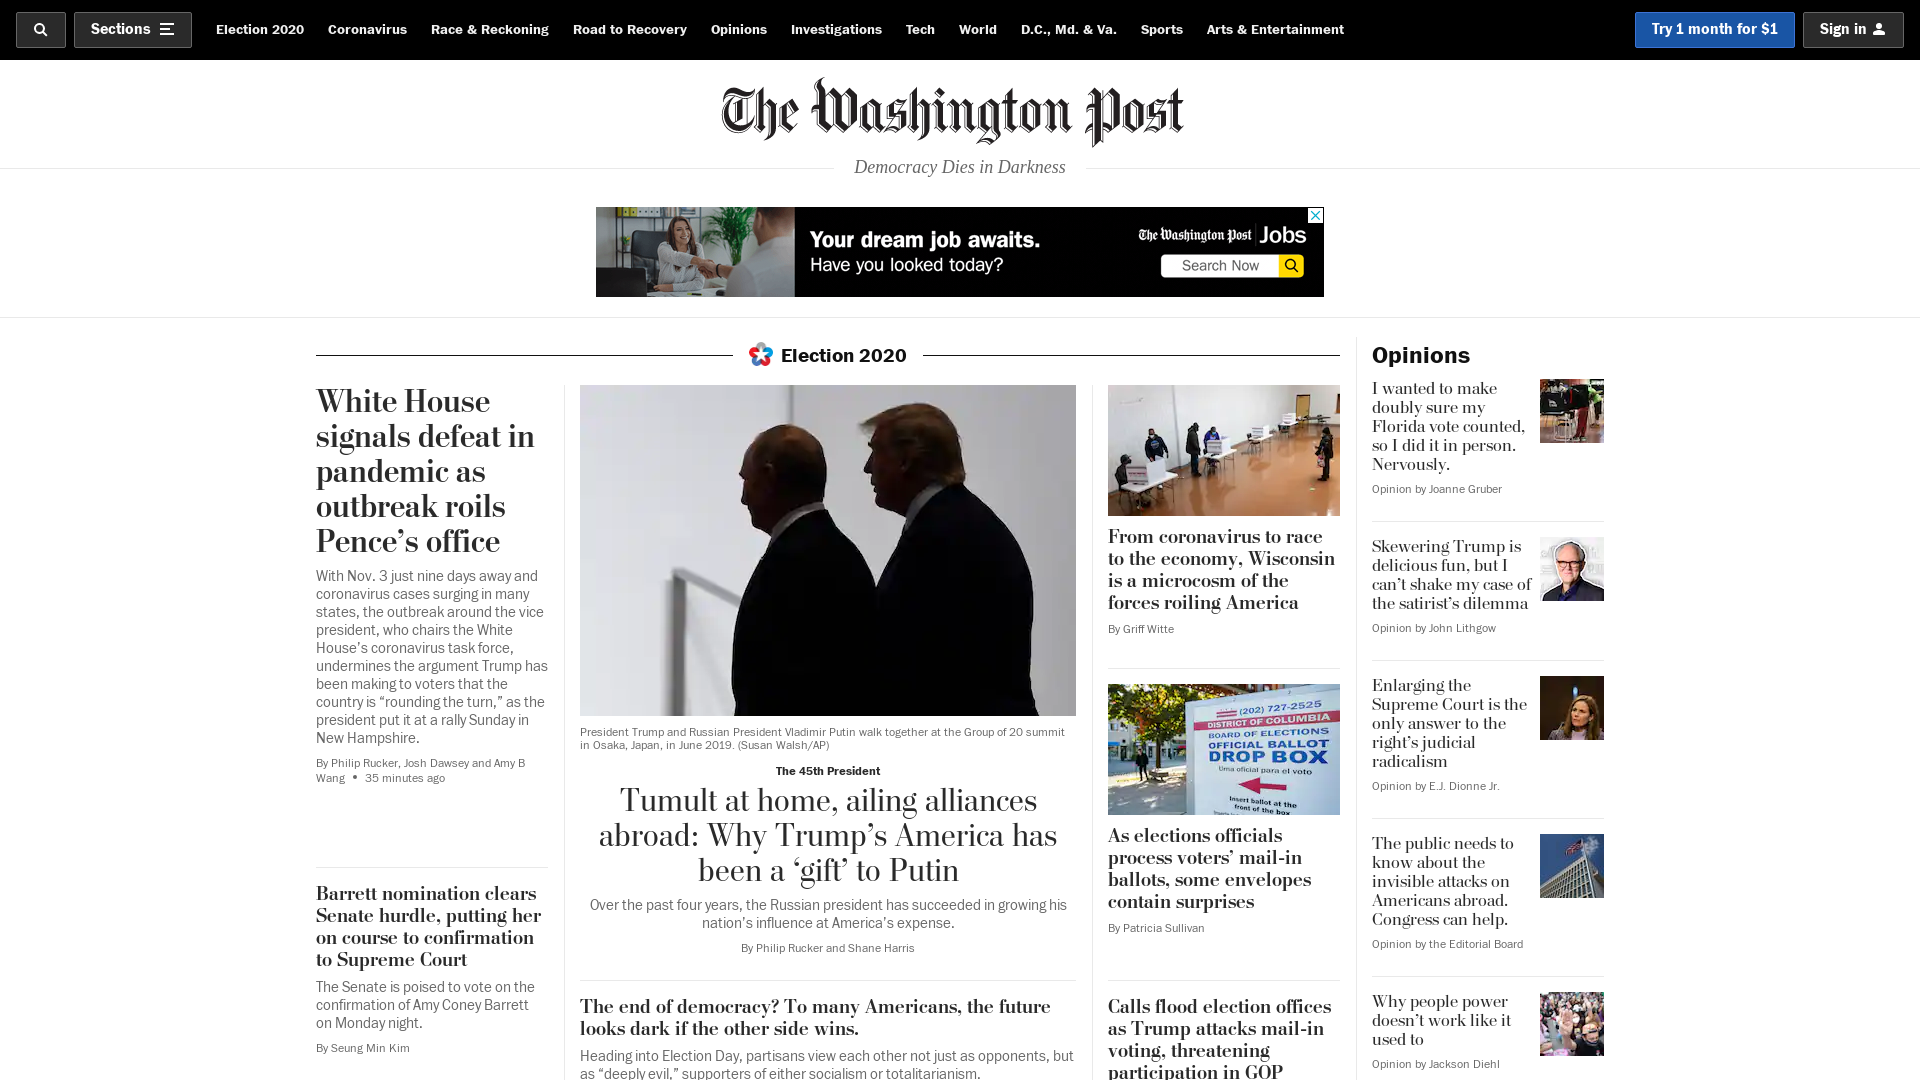 Sections
Election 2020
Coronavirus
Race & Reckoning
Road to Recovery
Opinions
Investigations
Tech
World
D.C., Md. & Va.
Sports
Arts & Entertainment
Try 1 month for $1
Sign in
The Washington Post
Democracy Dies in Darkness
Your dream job awaits.
Have you looked today?
The Washington Post Jobs
Search Now
Election 2020
White House
signals defeat in
pandemic as
outbreak roils
Pence’s office
With Nov. 3 just nine days away and
coronavirus cases surging in many
states, the outbreak around the vice
president, who chairs the White
House’s coronavirus task force,
undermines the argument Trump has
been making to voters that the
country is “rounding the turn,” as the
president put it at a rally Sunday in
New Hampshire.
By Philip Rucker, Josh Dawsey and Amy B
Wang • 35 minutes ago
Barrett nomination clears
Senate hurdle, putting her
on course to confirmation
to Supreme Court
The Senate is poised to vote on the
confirmation of Amy Coney Barrett
on Monday night.
By Seung Min Kim
President Trump and Russian President Vladimir Putin walk together at the Group of 20 summit
in Osaka, Japan, in June 2019. (Susan Walsh/AP)
The 45th President
Tumult at home, ailing alliances
abroad: Why Trump’s America has
been a ‘gift’ to Putin
Over the past four years, the Russian president has succeeded in growing his
nation’s influence at America’s expense.
By Philip Rucker and Shane Harris
The end of democracy? To many Americans, the future
looks dark if the other side wins.
Heading into Election Day, partisans view each other not just as opponents, but
as “deeply evil,” supporters of either socialism or totalitarianism.
From coronavirus to race
to the economy, Wisconsin
is a microcosm of the
forces roiling America
By Griff Witte
(202) 727-2525
DISTRICT OF COLUMBIA
BOARD OF ELECTIONS
OFFICIAL BALLOT
DROP BOX
Urna oficial para el voto
Insert ballot at the
front of the box
As elections officials
process voters’ mail-in
ballots, some envelopes
contain surprises
By Patricia Sullivan
Calls flood election offices
as Trump attacks mail-in
voting, threatening
participation in GOP
Opinions
I wanted to make
doubly sure my
Florida vote counted,
so I did it in person.
Nervously.
Opinion by Joanne Gruber
Skewering Trump is
delicious fun, but I
can’t shake my case of
the satirist’s dilemma
Opinion by John Lithgow
Enlarging the
Supreme Court is the
only answer to the
right’s judicial
radicalism
Opinion by E.J. Dionne Jr.
The public needs to
know about the
invisible attacks on
Americans abroad.
Congress can help.
Opinion by the Editorial Board
Why people power
doesn’t work like it
used to
Opinion by Jackson Diehl